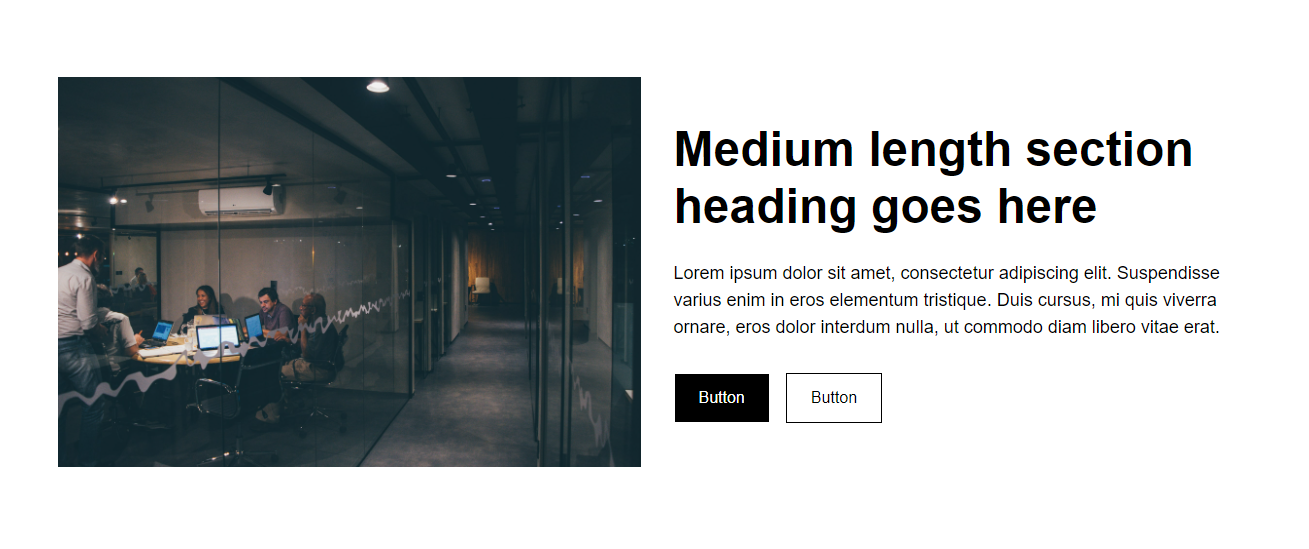 Medium length section
heading goes here
Lorem ipsum dolor sit amet, consectetur adipiscing elit. Suspendisse
varius enim in eros elementum tristique. Duis cursus, mi quis viverra
ornare, eros dolor interdum nulla, ut commodo diam libero vitae erat.
Button
Button